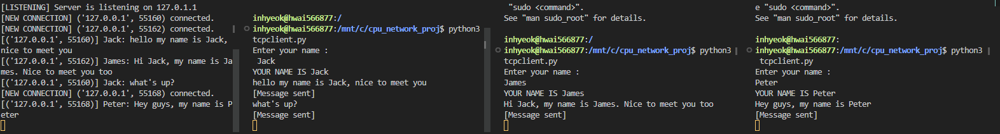 [LISTENING] Server is listening on 127.0.1.1
[NEW CONNECTION] ('127.0.0.1', 55160) connected.
[NEW CONNECTION] ('127.0.0.1', 55162) connected.
[('127.0.0.1', 55160)] Jack: hello my name is Jack,
nice to meet you
[('127.0.0.1', 55162)] James: Hi Jack, my name is Ja
mes. Nice to meet you too
[('127.0.0.1', 55160)] Jack: what's up?
[NEW CONNECTION] ('127.0.0.1', 55168) connected.
[('127.0.0.1', 55168)] Peter: Hey guys, my name is P
eter
inhyeok@hwai566877:/
inhyeok@hwai566877:/mnt/c/cpu_network_proj$ python3
tcpclient.py
Enter your name :
Jack
YOUR NAME IS Jack
hello my name is Jack, nice to meet you
[Message sent]
what's up?
[Message sent]
"sudo <command>".
See "man sudo_root" for details.
inhyeok@hwai566877:/
inhyeok@hwai566877:/mnt/c/cpu_network_proj$ python3
tcpclient.py
Enter your name :
James
YOUR NAME IS James
Hi Jack, my name is James. Nice to meet you too
[Message sent]
e "sudo <command>".
See "man sudo_root" for details.
inhyeok@hwai566877:
inhyeok@hwai566877:/mnt/c/cpu_network_proj$ python3
tcpclient.py
Enter your name :
Peter
YOUR NAME IS Peter
Hey guys, my name is Peter
[Message sent]